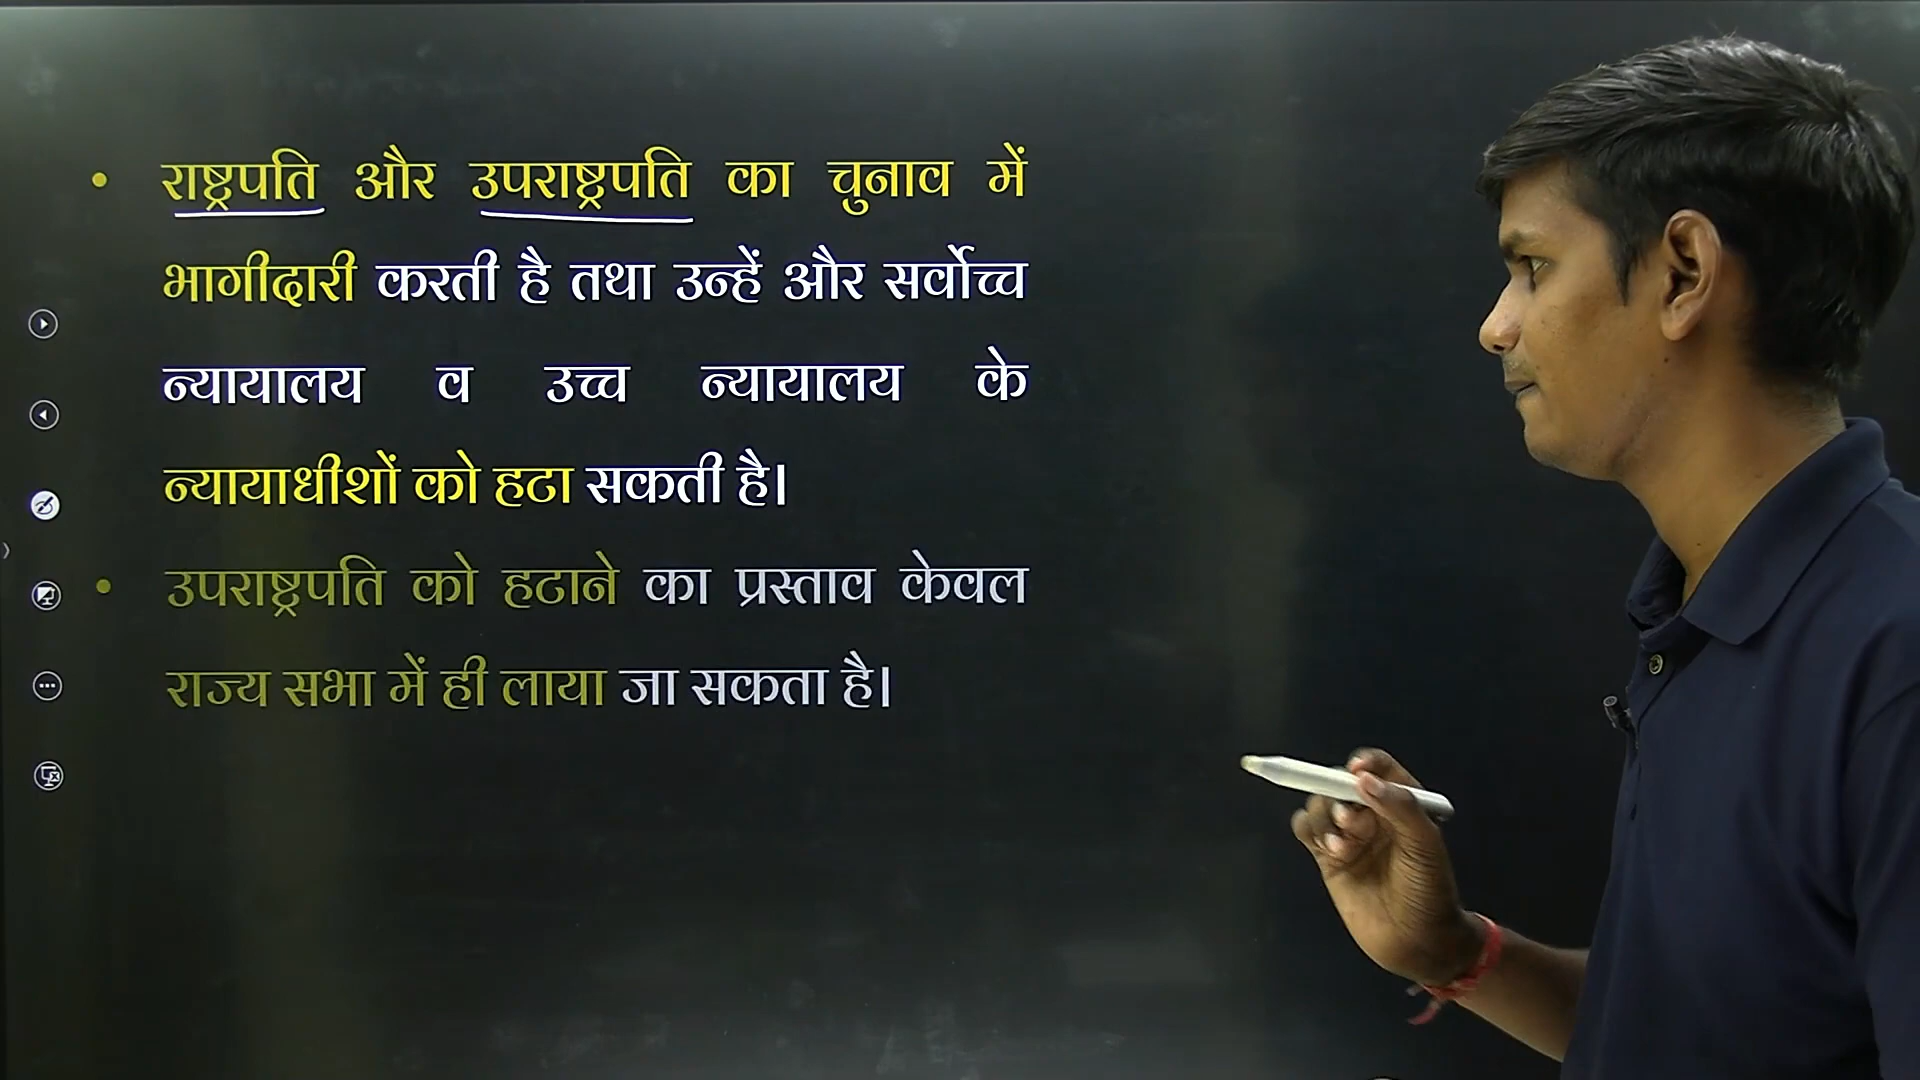 • राष्ट्रपति और उपराष्ट्रपति का चुनाव में
भागीदारी करती है तथा उन्हें और सर्वोच्च
न्यायालय व उच्च न्यायालय के
न्यायाधीशों को हटा सकती है।
• उपराष्ट्रपति को हटाने का प्रस्ताव केवल
राज्य सभा में ही लाया जा सकता है।